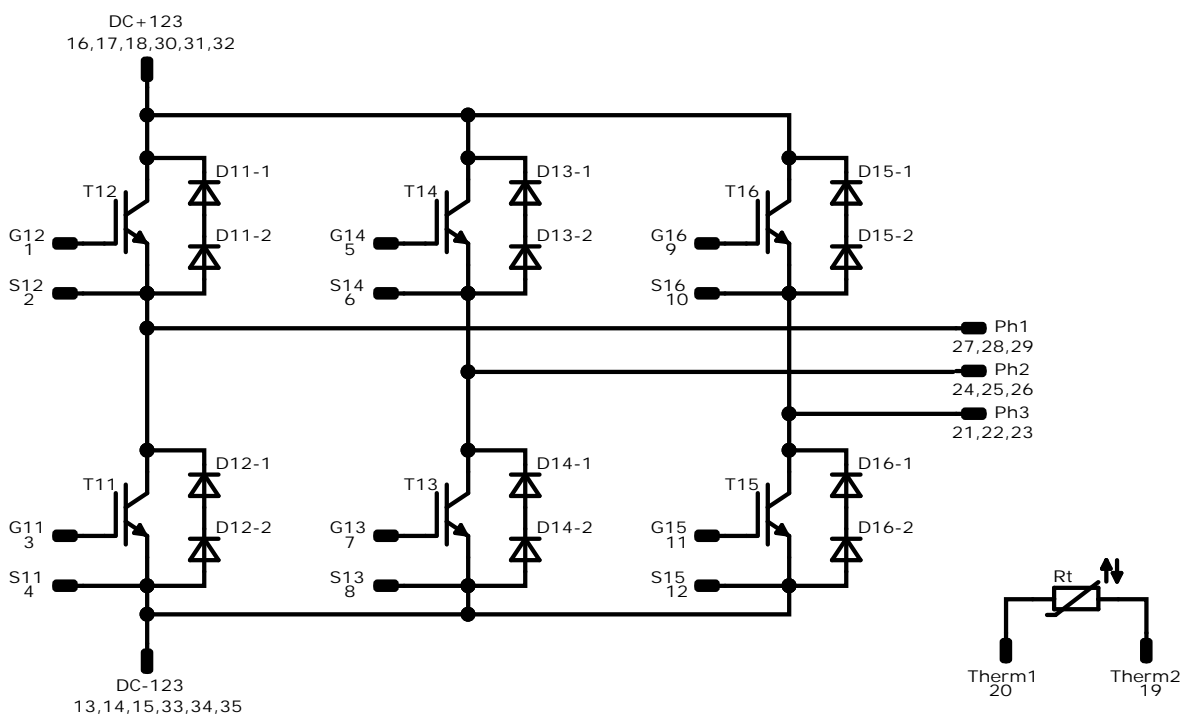 DC+123
16,17,18,30,31,32
D11-1
D13-1
D15-1
T12
T14
T16
G12
1
D11-2
G14
5
D13-2
G16
9
D15-2
S12
2
S14
6
S16
10
Ph1
27,28,29
Ph2
24,25,26
Ph3
21,22,23
D12-1
D14-1
D16-1
T11
T13
T15
G11
3
D12-2
G13
7
D14-2
G15
11
D16-2
S11
4
S13
8
S15
12
Rt
Therm1
20
Therm2
19
DC-123
13,14,15,33,34,35